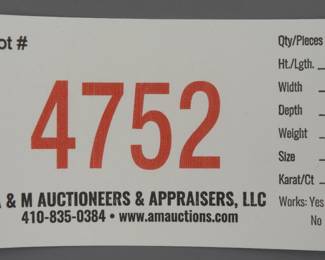 ot #
4752
& M AUCTIONEERS & APPRAISERS, LLC
410-835-0384 • www.amauctions.com
Qty/Pieces
Ht./Lgth.
Width
Depth
Weight
Size
Karat/Ct
Works: Yes
No